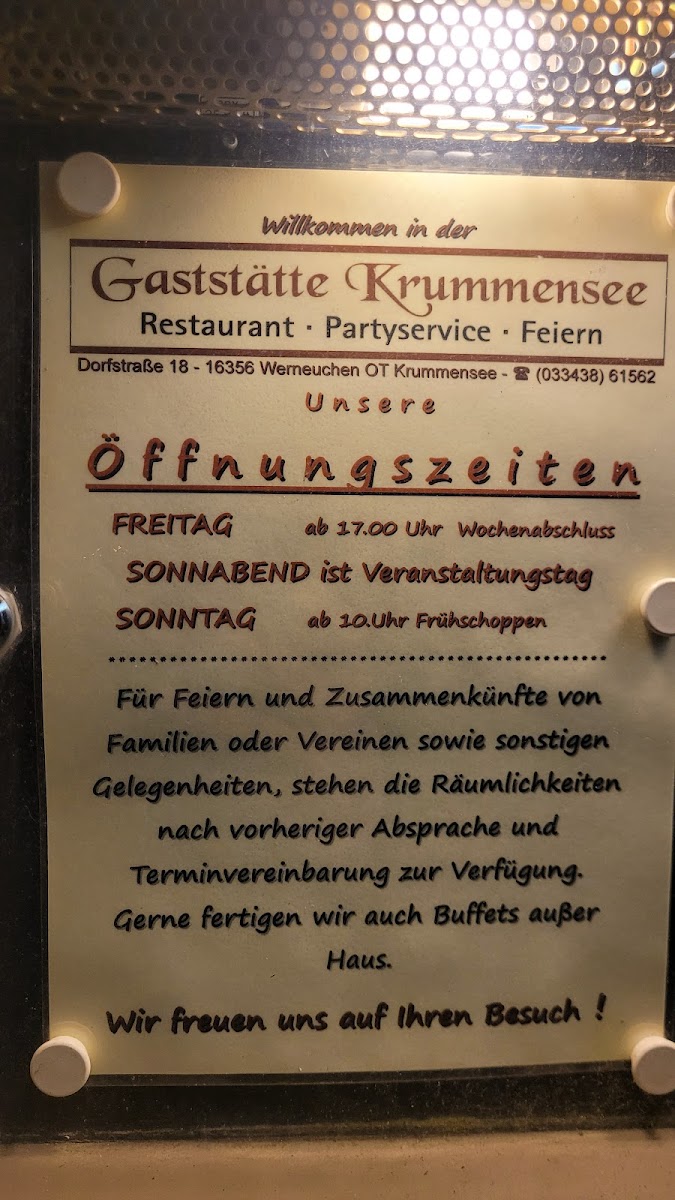 Willkommen in der
Gaststätte Krummensee
Restaurant · Partyservice · Feiern
Dorfstraße 18 - 16356 Werneuchen OT Krummensee - ☎ (033438) 61562
Unsere
Öffnungszeiten
FREITAG ab 17.00 Uhr Wochenabschluss
SONNABEND ist Veranstaltungstag
SONNTAG ab 10.Uhr Frühschoppen
Für Feiern und Zusammenkünfte von
Familien oder Vereinen sowie sonstigen
Gelegenheiten, stehen die Räumlichkeiten
nach vorheriger Absprache und
Terminvereinbarung zur Verfügung.
Gerne fertigen wir auch Buffets außer
Haus.
Wir freuen uns auf Ihren Besuch !